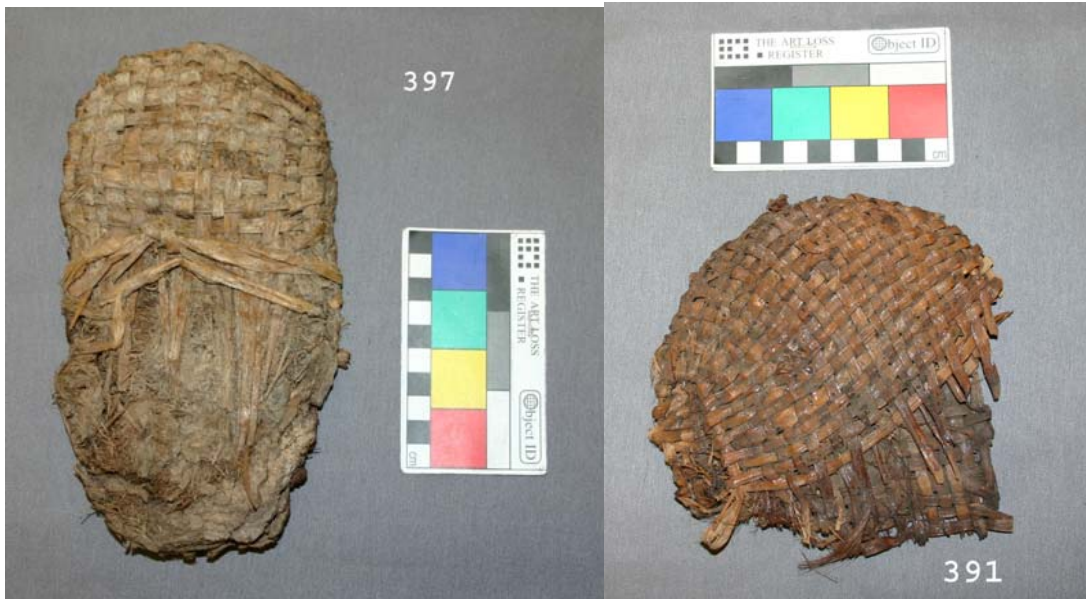 397
THE ART LOSS
REGISTER
Object ID
cm
THE ART LOSS
REGISTER
Object ID
cm
391